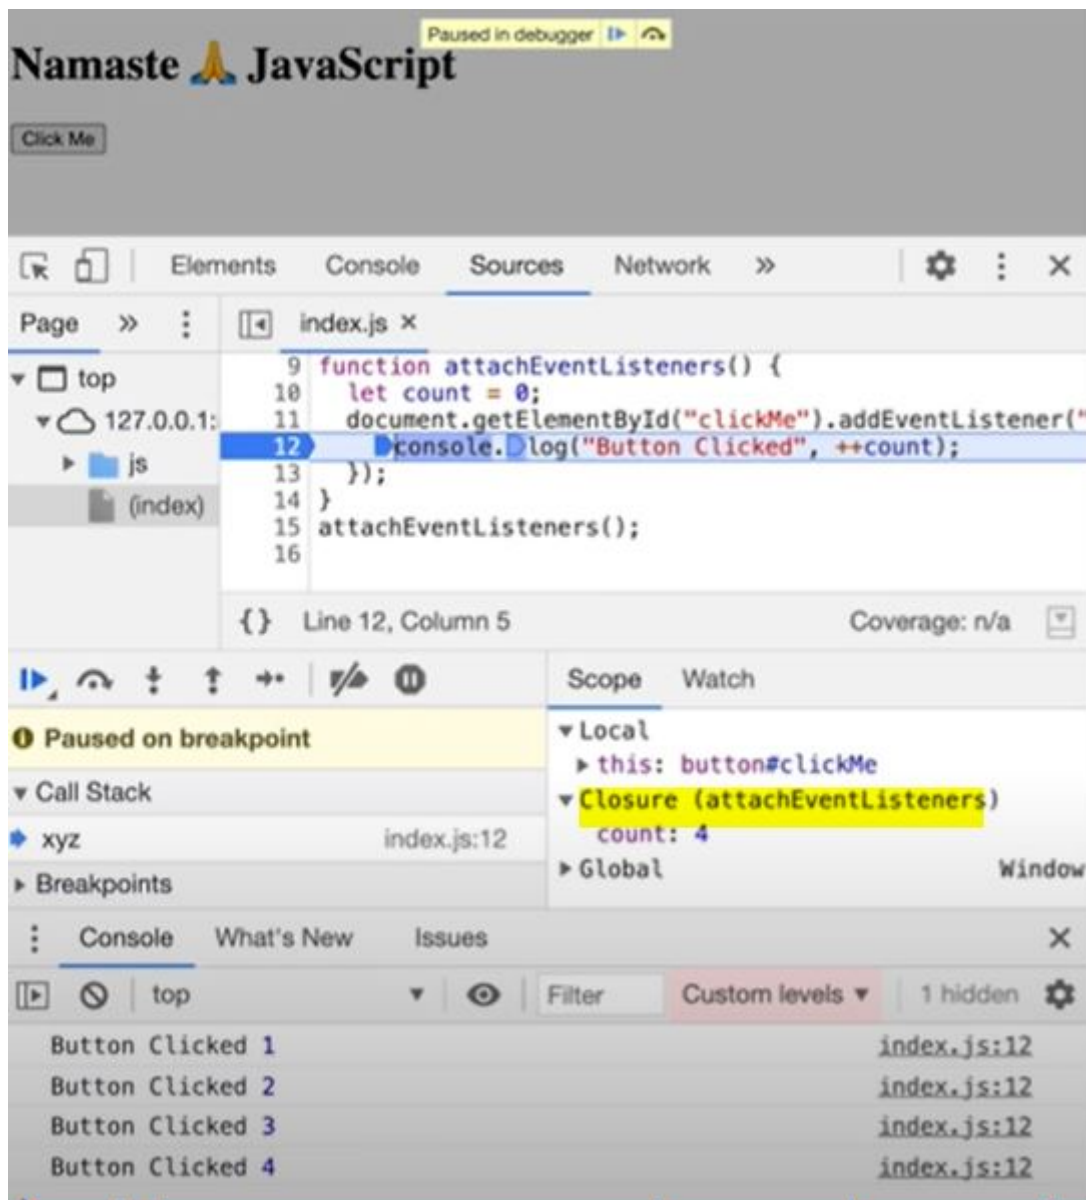 Paused in debugger
Namaste 🙏 JavaScript
Click Me
Elements Console Sources Network »
Page » index.js ×
top
127.0.0.1:
js
(index)
9 function attachEventListeners() {
10 let count = 0;
11 document.getElementById("clickMe").addEventListener("
12 console.log("Button Clicked", ++count);
13 });
14 }
15 attachEventListeners();
16
{} Line 12, Column 5 Coverage: n/a
Scope Watch
Paused on breakpoint
Call Stack
xyz index.js:12
Breakpoints
Local
this: button#clickMe
Closure (attachEventListeners)
count: 4
Global Window
Console What's New Issues
top Filter Custom levels ▼ 1 hidden
Button Clicked 1 index.js:12
Button Clicked 2 index.js:12
Button Clicked 3 index.js:12
Button Clicked 4 index.js:12